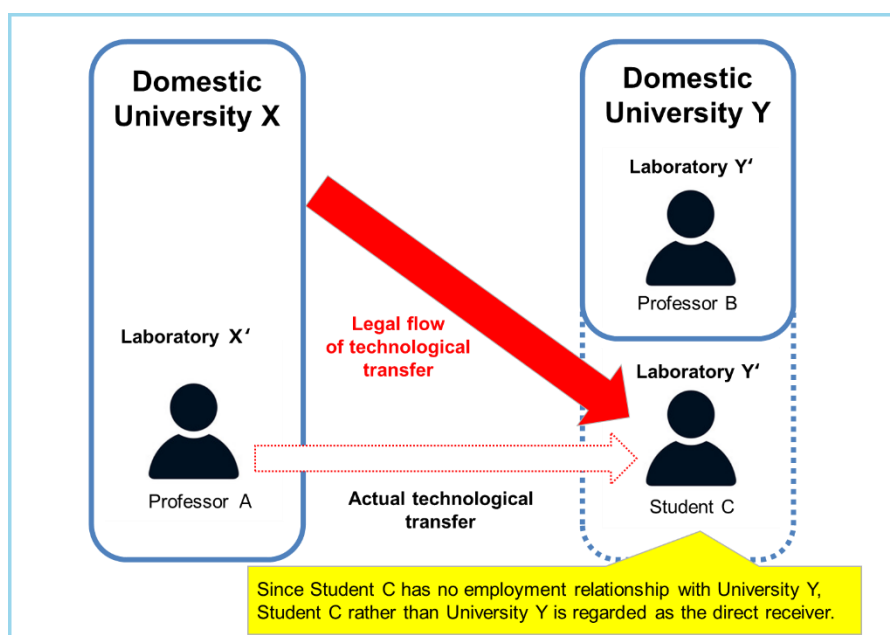 Domestic
University X
Domestic
University Y
Laboratory Y‘
Professor B
Legal flow
of technological
transfer
Laboratory X‘
Laboratory Y‘
Professor A
Actual technological
transfer
Student C
Since Student C has no employment relationship with University Y,
Student C rather than University Y is regarded as the direct receiver.